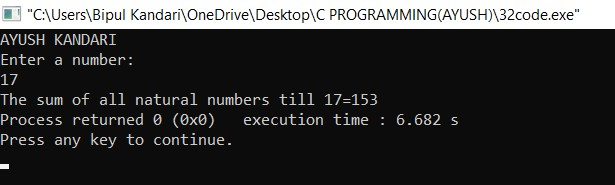 "C:\Users\Bipul Kandari\OneDrive\Desktop\C PROGRAMMING(AYUSH)\32code.exe"
AYUSH KANDARI
Enter a number:
17
The sum of all natural numbers till 17=153
Process returned 0 (0x0)   execution time : 6.682 s
Press any key to continue.